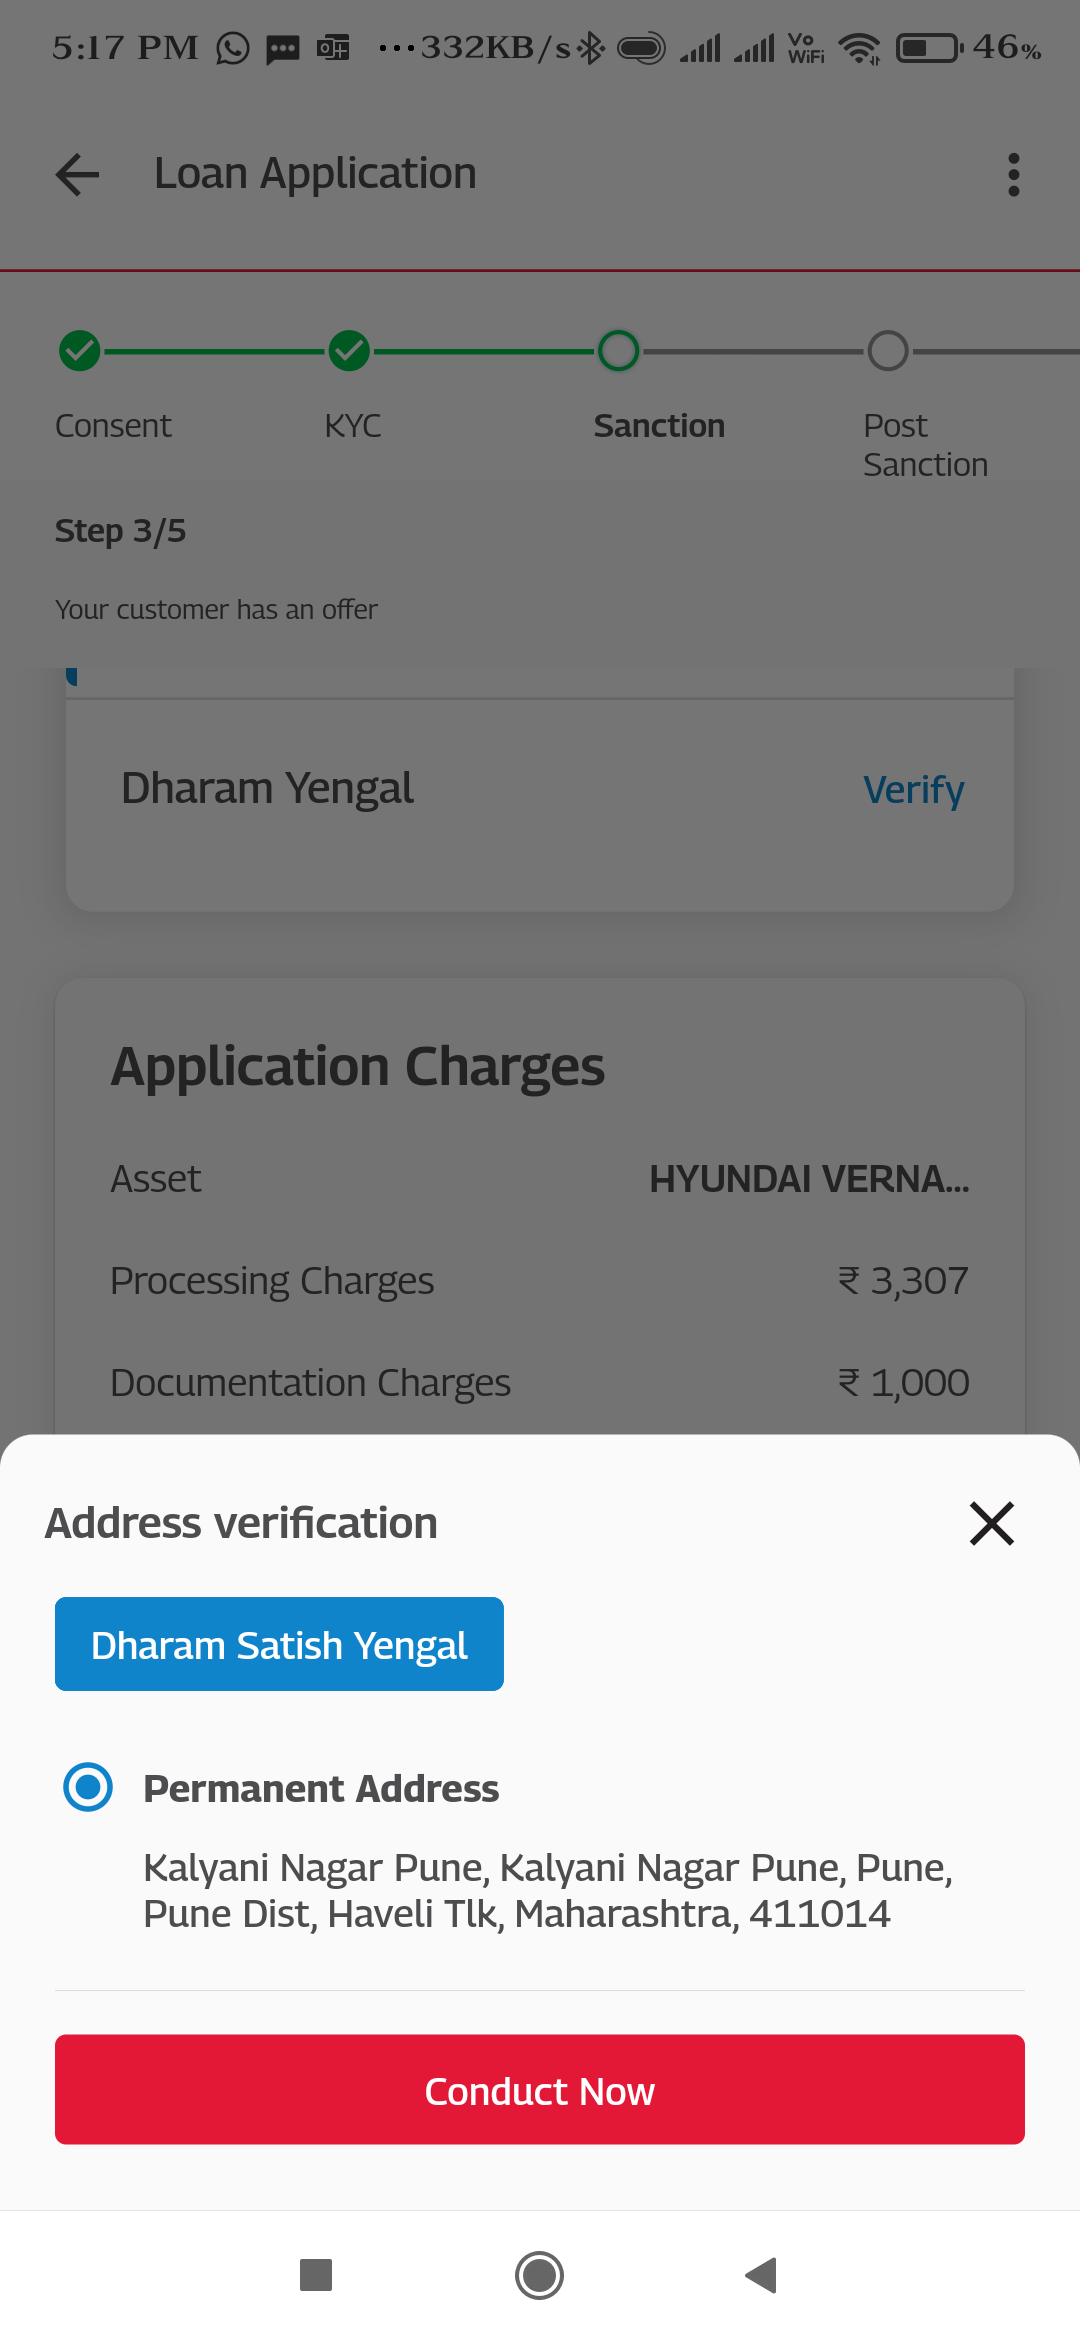 5:17 PM ...332KB/s Vo WiFi 46%
Loan Application
Consent KYC Sanction Post
Sanction
Step 3/5
Your customer has an offer
Dharam Yengal Verify
Application Charges
Asset HYUNDAI VERNA...
Processing Charges ₹ 3,307
Documentation Charges ₹ 1,000
Address verification
Dharam Satish Yengal
Permanent Address
Kalyani Nagar Pune, Kalyani Nagar Pune, Pune,
Pune Dist, Haveli Tlk, Maharashtra, 411014
Conduct Now